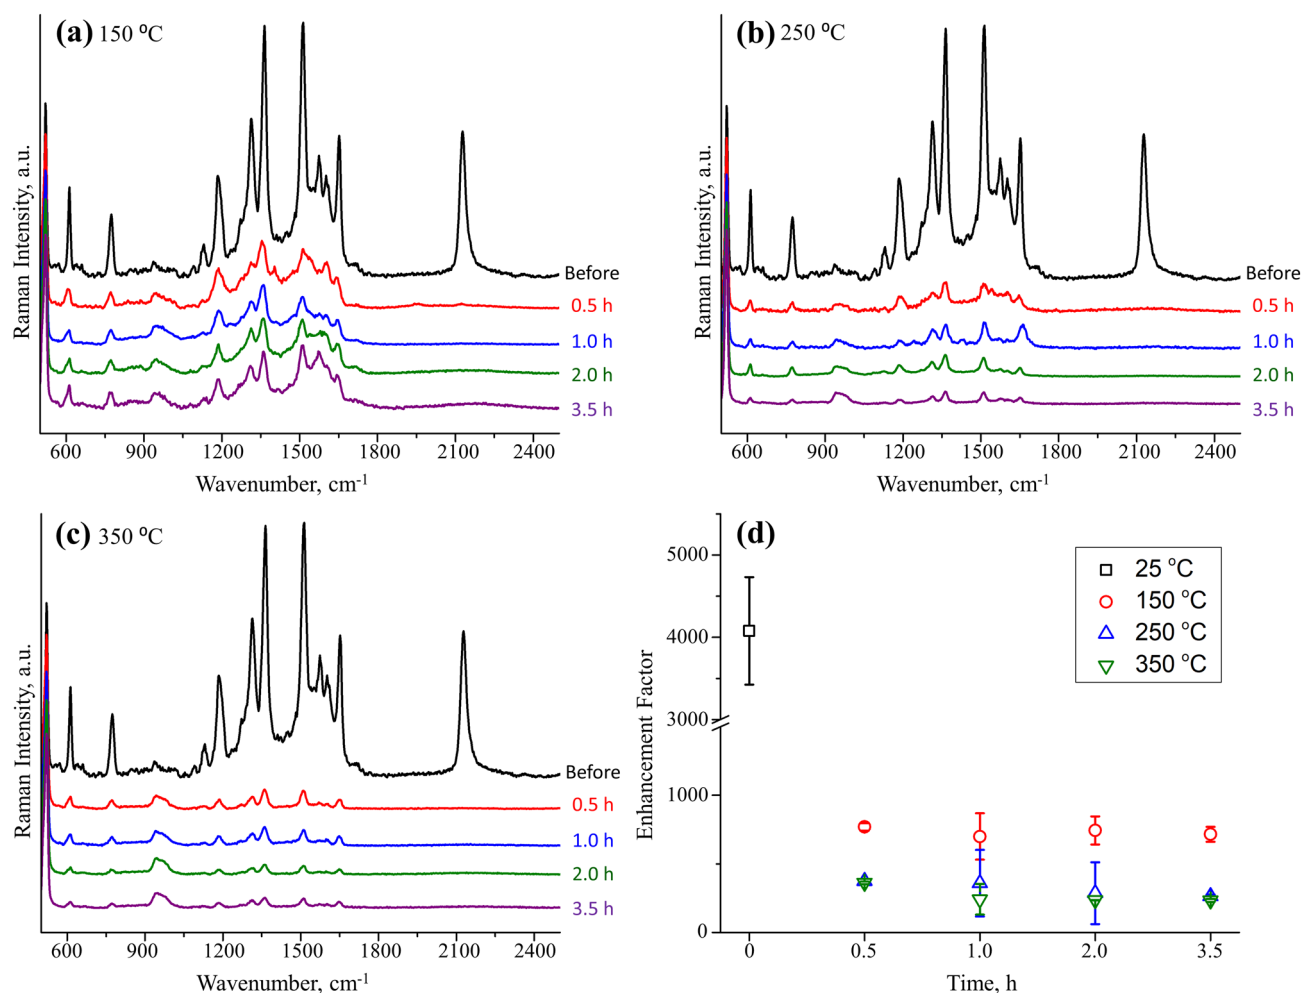 (a) 150 ºC
Raman Intensity, a.u.
Before
0.5 h
1.0 h
2.0 h
3.5 h
600 900 1200 1500 1800 2100 2400
Wavenumber, cm-1
(b) 250 ºC
Raman Intensity, a.u.
Before
0.5 h
1.0 h
2.0 h
3.5 h
600 900 1200 1500 1800 2100 2400
Wavenumber, cm-1
(c) 350 ºC
Raman Intensity, a.u.
Before
0.5 h
1.0 h
2.0 h
3.5 h
600 900 1200 1500 1800 2100 2400
Wavenumber, cm-1
(d)
Enhancement Factor
5000
4000
3000
1000
0
25 °C
150 °C
250 °C
350 °C
0 0.5 1.0 2.0 3.5
Time, h